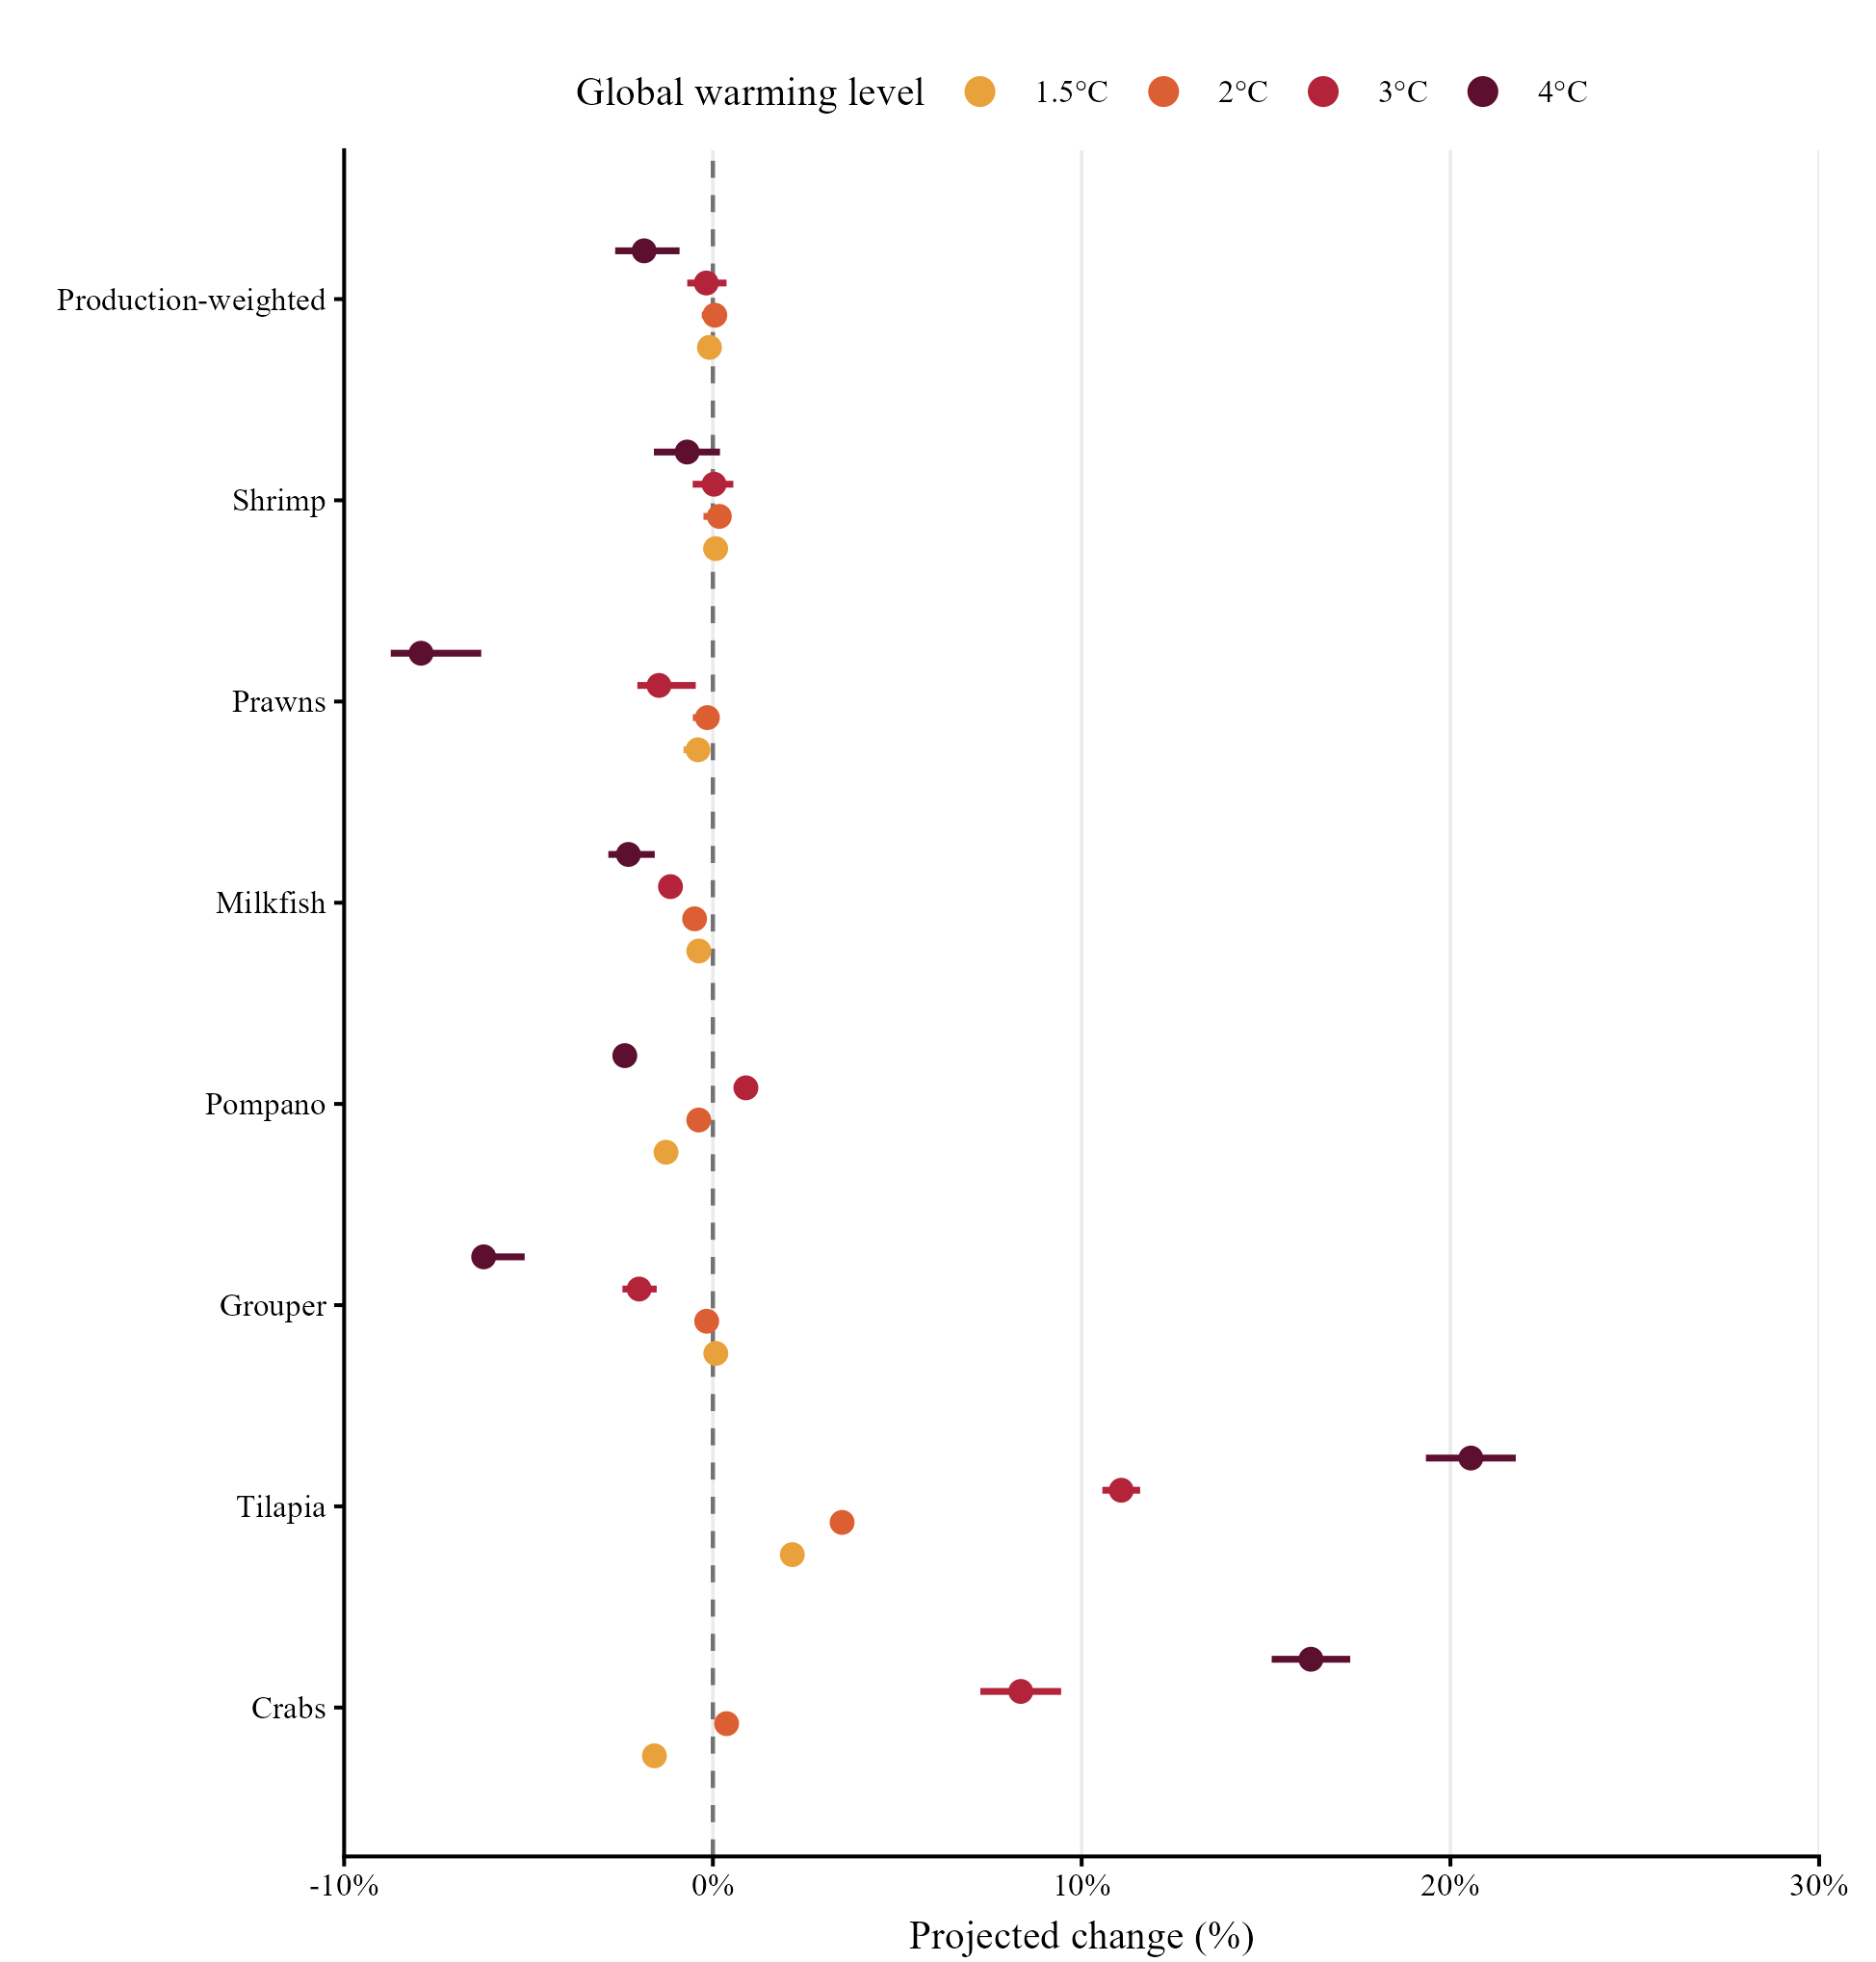 Global warming level 1.5°C 2°C 3°C 4°C
Production-weighted
Shrimp
Prawns
Milkfish
Pompano
Grouper
Tilapia
Crabs
-10% 0% 10% 20% 30%
Projected change (%)